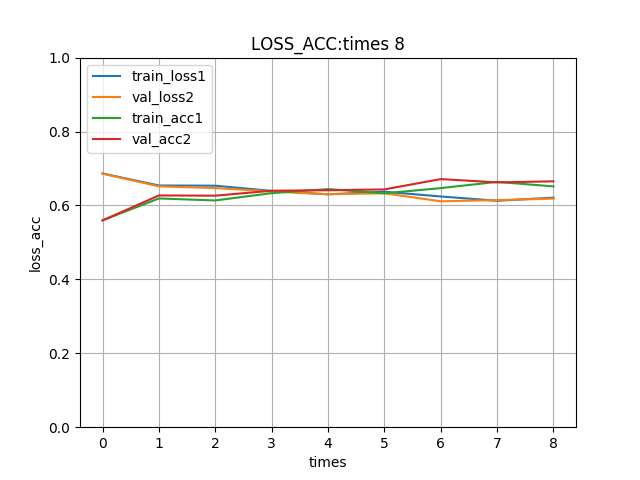 LOSS_ACC:times 8
1.0
0.8
0.6
0.4
0.2
0.0
loss_acc
train_loss1
val_loss2
train_acc1
val_acc2
0 1 2 3 4 5 6 7 8
times